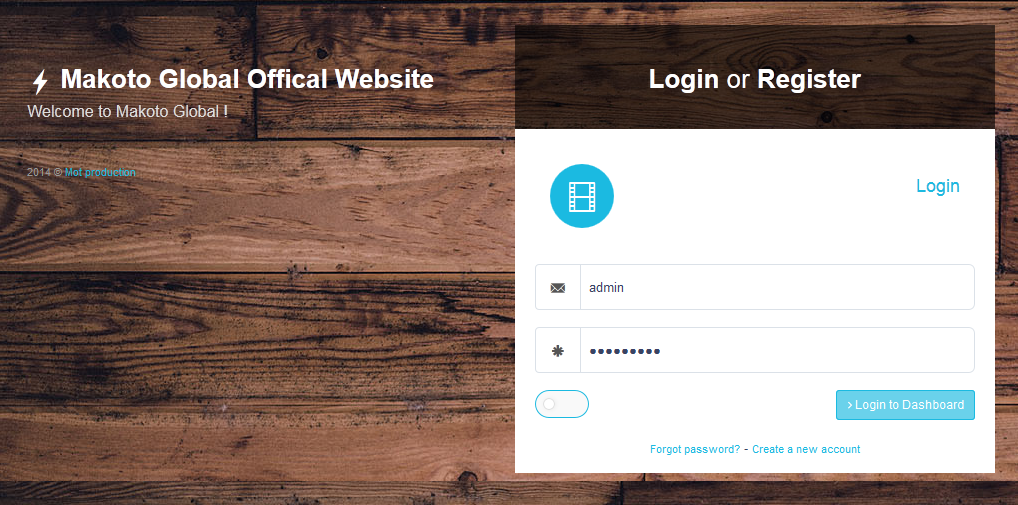 Makoto Global Offical Website
Welcome to Makoto Global !
2014 © Mot production.
Login or Register
Login
admin
•••••••••
Login to Dashboard
Forgot password? - Create a new account